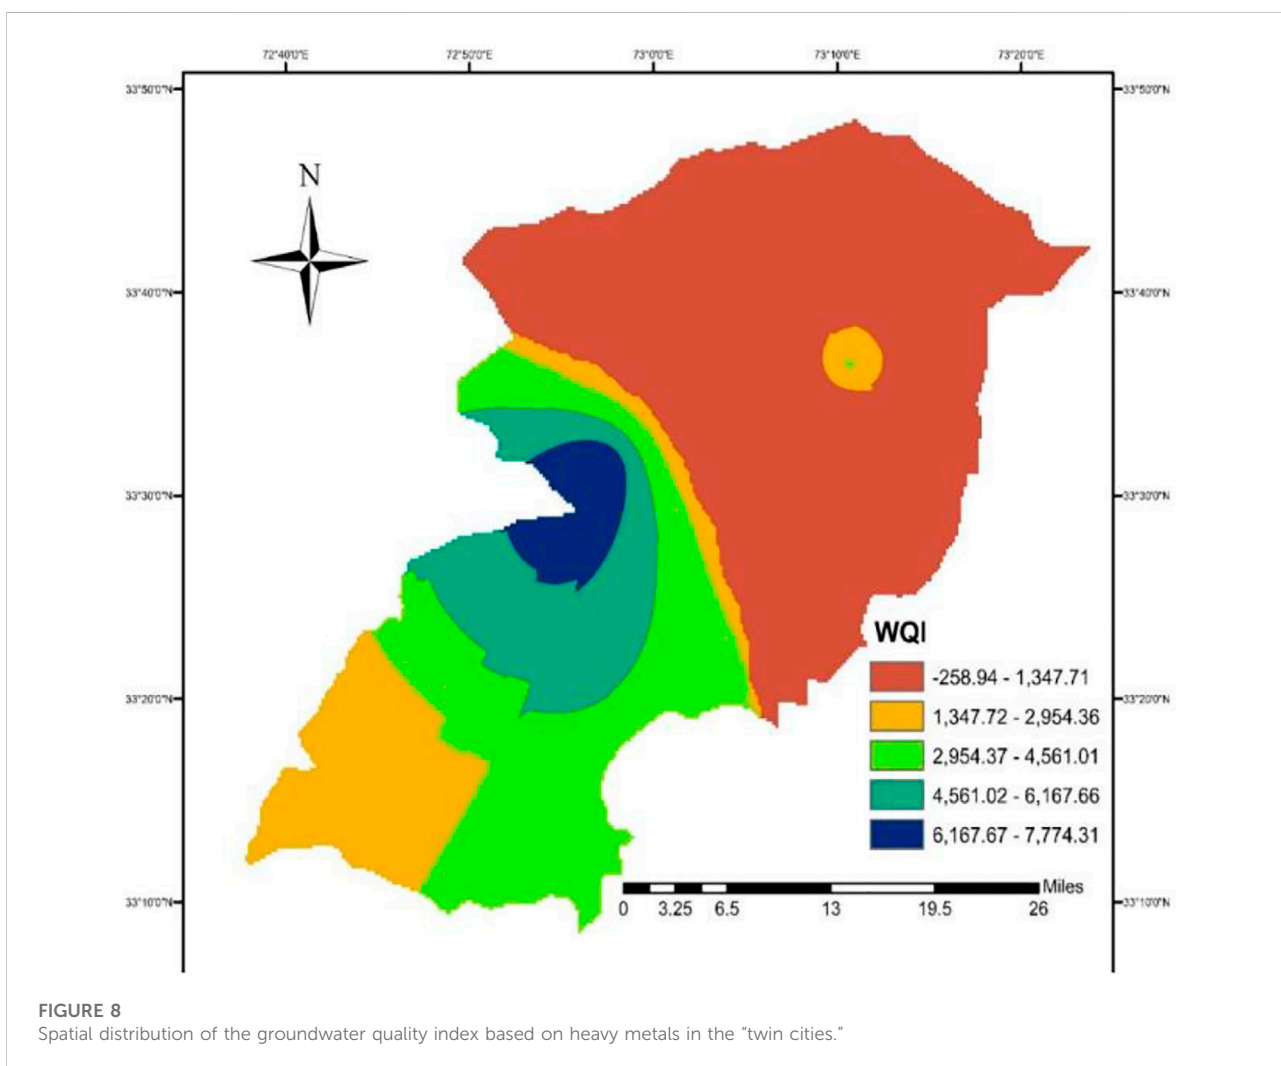 72°40'0"E 72°50'0"E 73°0'0"E 73°10'0"E 73°20'0"E
33°50'0"N 33°50'0"N
N
33°40'0"N 33°40'0"N
33°30'0"N 33°30'0"N
WQI
-258.94 - 1,347.71
33°20'0"N 33°20'0"N
1,347.72 - 2,954.36
2,954.37 - 4,561.01
4,561.02 - 6,167.66
6,167.67 - 7,774.31
Miles
33°10'0"N 33°10'0"N
0 3.25 6.5 13 19.5 26
FIGURE 8
Spatial distribution of the groundwater quality index based on heavy metals in the “twin cities.”